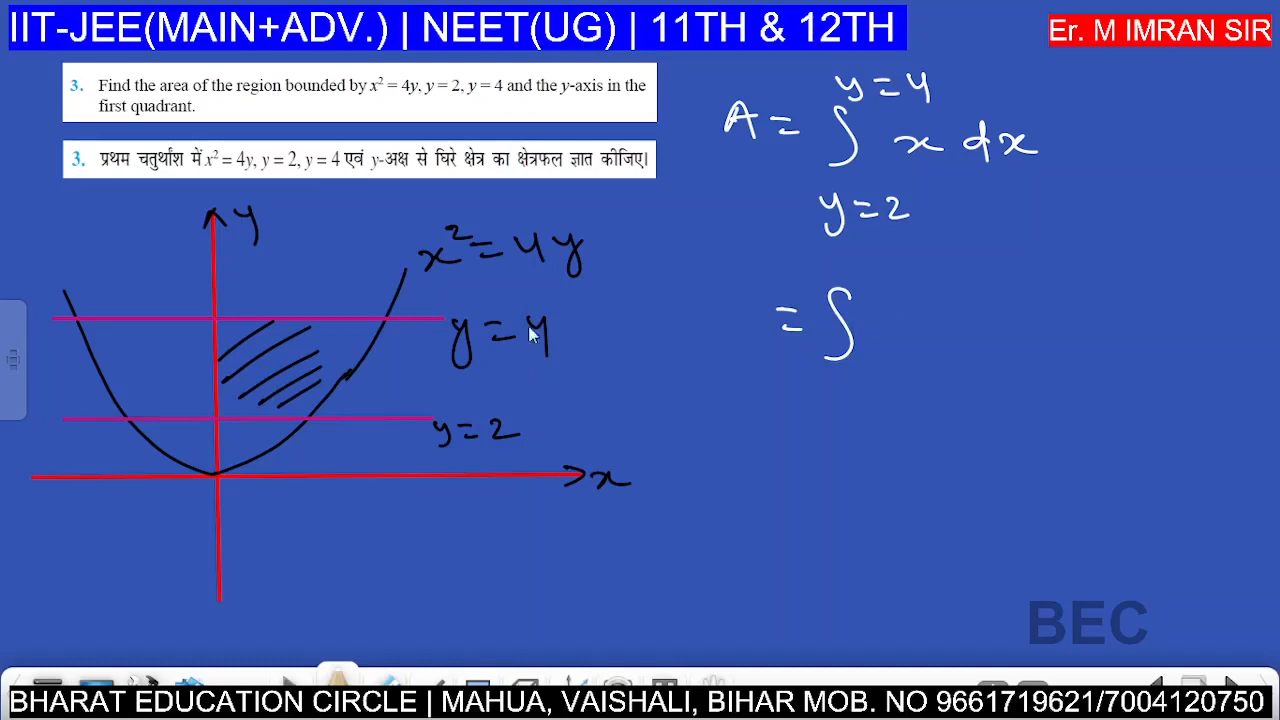 IIT-JEE(MAIN+ADV.) | NEET(UG) | 11TH & 12TH
Er. M IMRAN SIR
3. Find the area of the region bounded by x² = 4y, y = 2, y = 4 and the y-axis in the
first quadrant.
3. प्रथम चतुर्थांश में x² = 4y, y = 2, y = 4 एवं y-अक्ष से घिरे क्षेत्र का क्षेत्रफल ज्ञात कीजिए।
y
x² = 4y
y = 4
y = 2
x
y = 4
A = ∫ x dx
y = 2
= ∫
BEC
BHARAT EDUCATION CIRCLE | MAHUA, VAISHALI, BIHAR MOB. NO 9661719621/7004120750